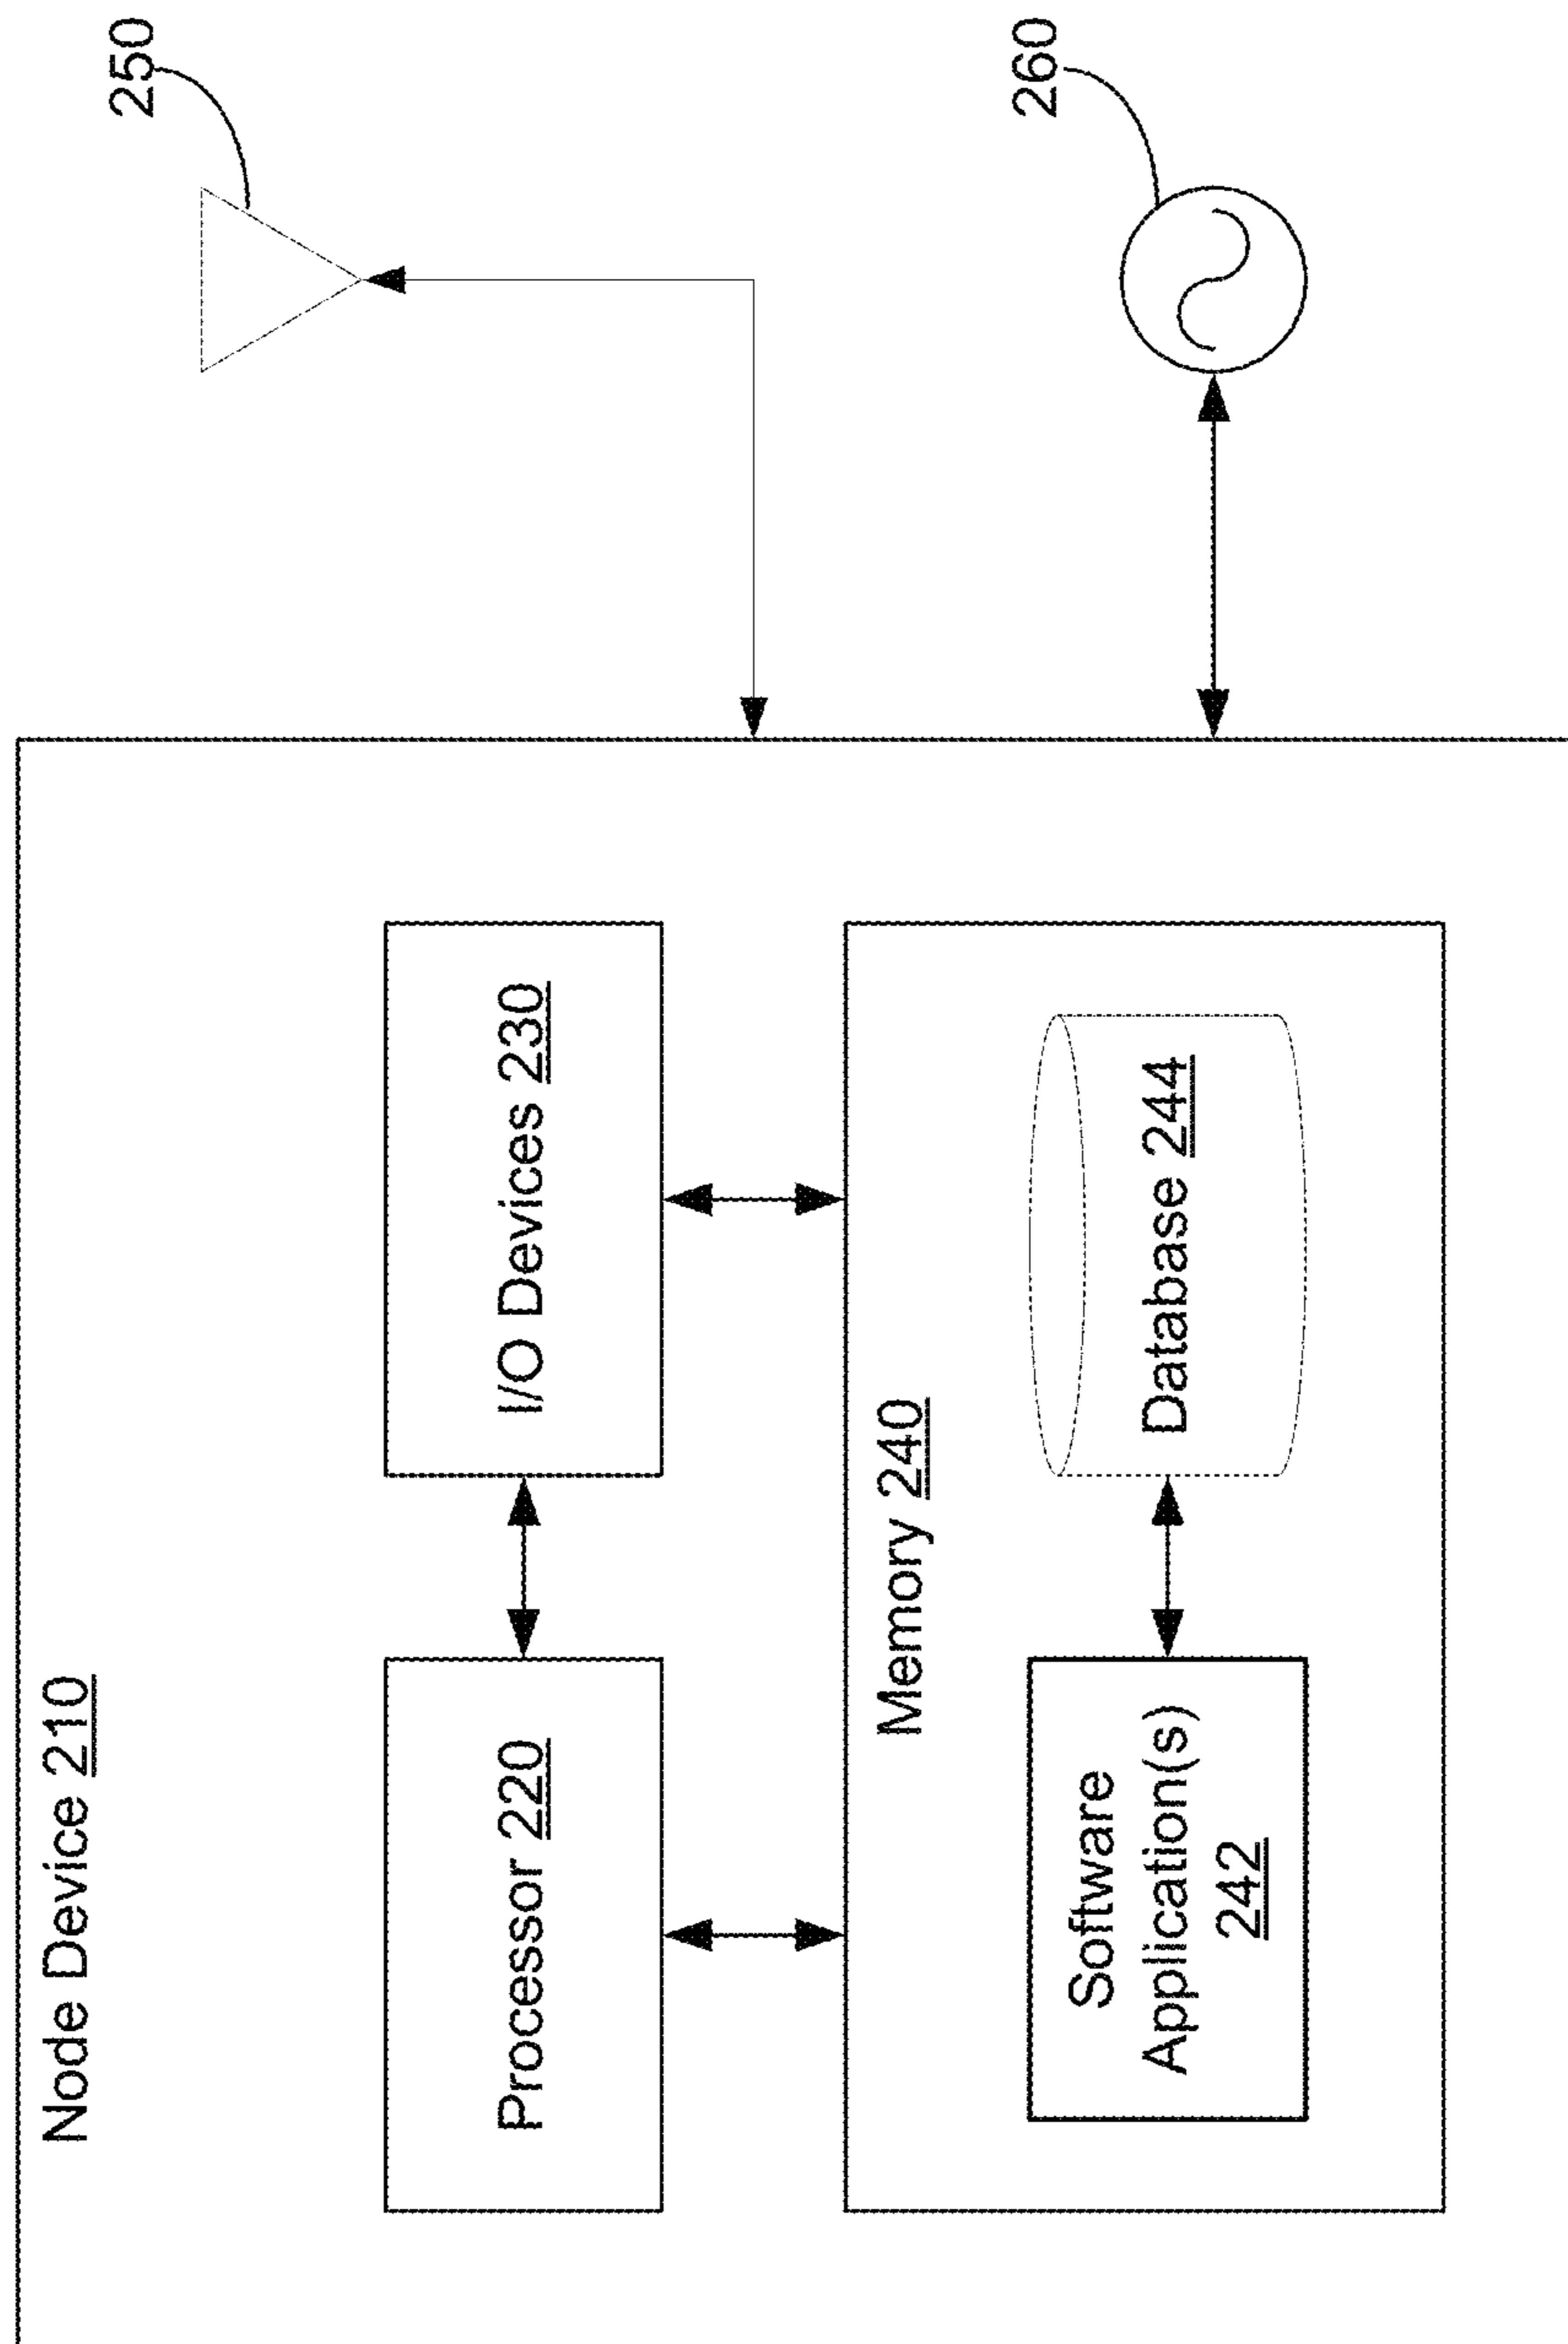 Node Device 210
Processor 220
I/O Devices 230
Memory 240
Software
Application(s)
242
Database 244
250
260